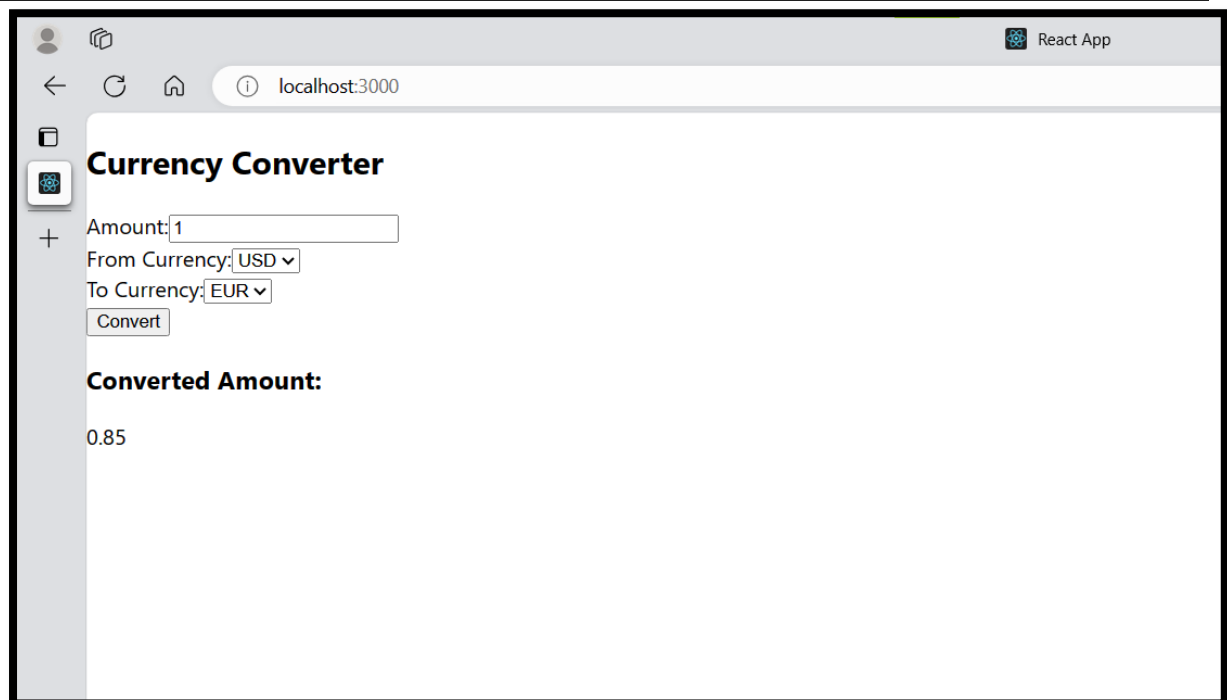 React App
localhost:3000
Currency Converter
Amount:1
From Currency:USD
To Currency:EUR
Convert
Converted Amount:
0.85